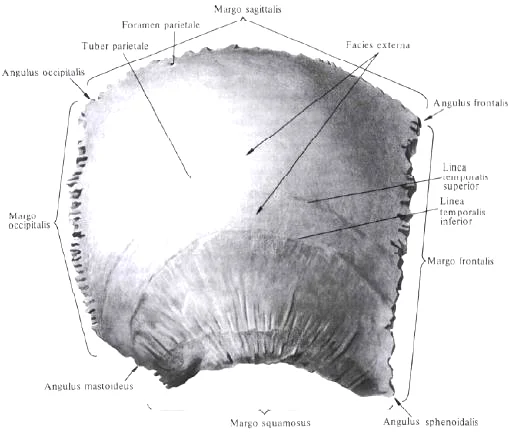 Margo sagittalis
Foramen parietale
Tuber parietale
Facies externa
Angulus occipitalis
Angulus frontalis
Linea
temporalis
superior
Linea
temporalis
inferior
Margo
occipitalis
Margo frontalis
Angulus mastoideus
Margo squamosus
Angulus sphenoidalis